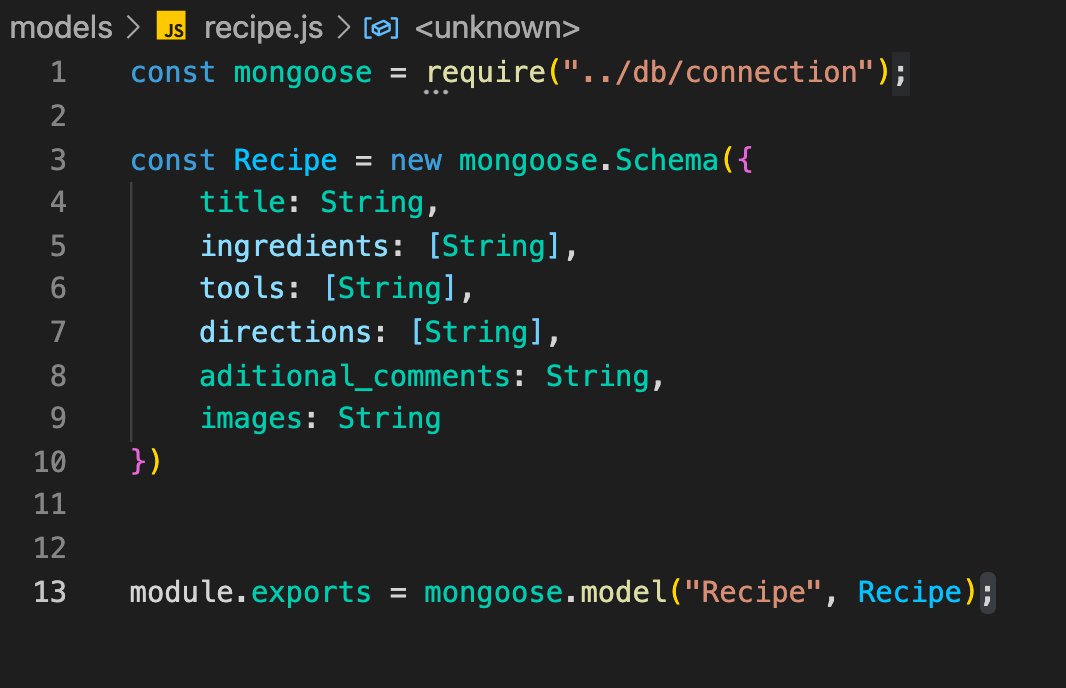 models > JS recipe.js > <unknown>
1 const mongoose = require("../db/connection");
2
3 const Recipe = new mongoose.Schema({
4     title: String,
5     ingredients: [String],
6     tools: [String],
7     directions: [String],
8     aditional_comments: String,
9     images: String
10 })
11
12
13 module.exports = mongoose.model("Recipe", Recipe);